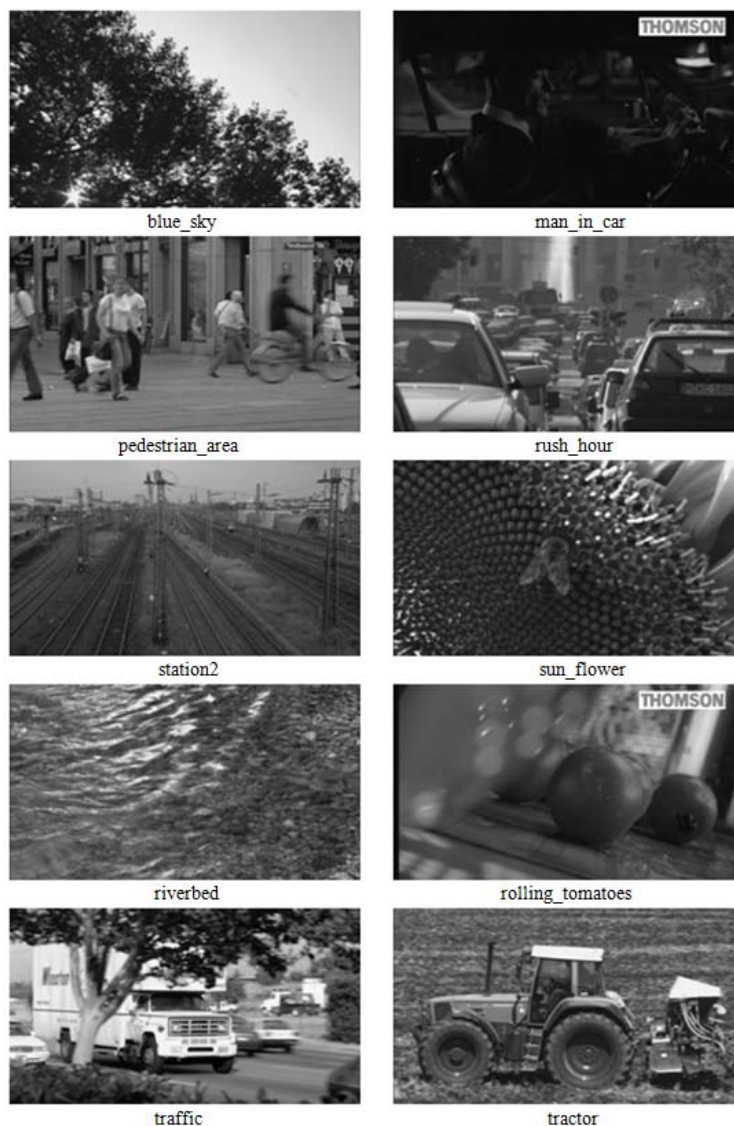 THOMSON
blue_sky
man_in_car
pedestrian_area
rush_hour
station2
sun_flower
THOMSON
riverbed
rolling_tomatoes
traffic
tractor